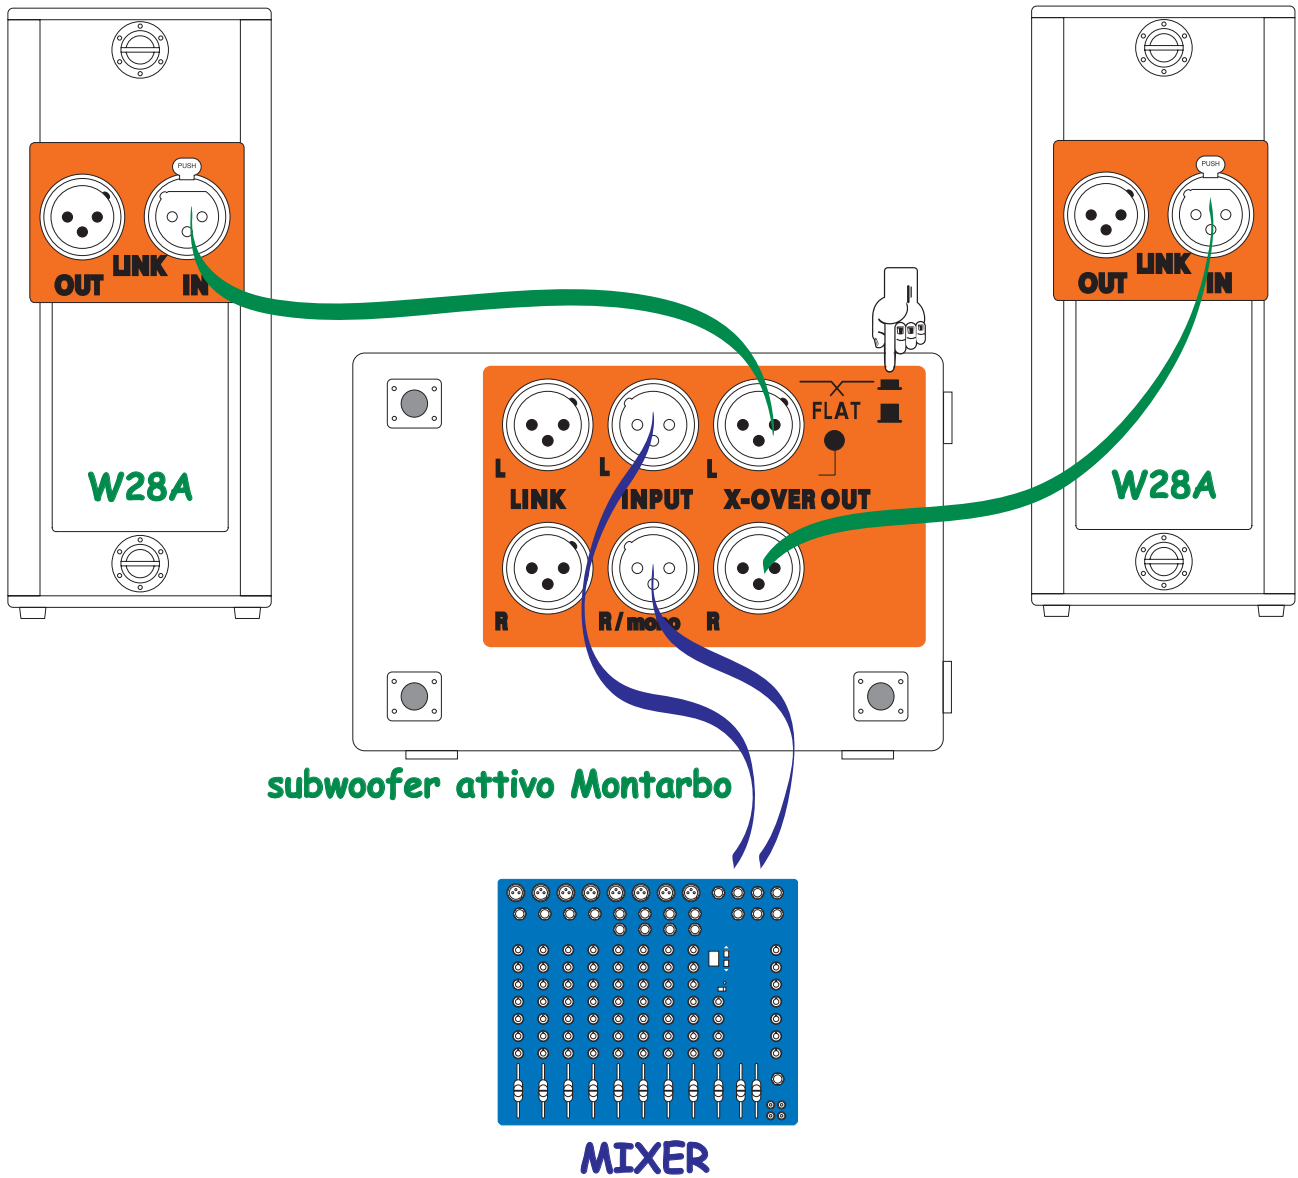 PUSH
OUT LINK IN
W28A
PUSH
OUT LINK IN
W28A
FLAT
L L L
LINK INPUT X-OVER OUT
R R / mono R
subwoofer attivo Montarbo
MIXER